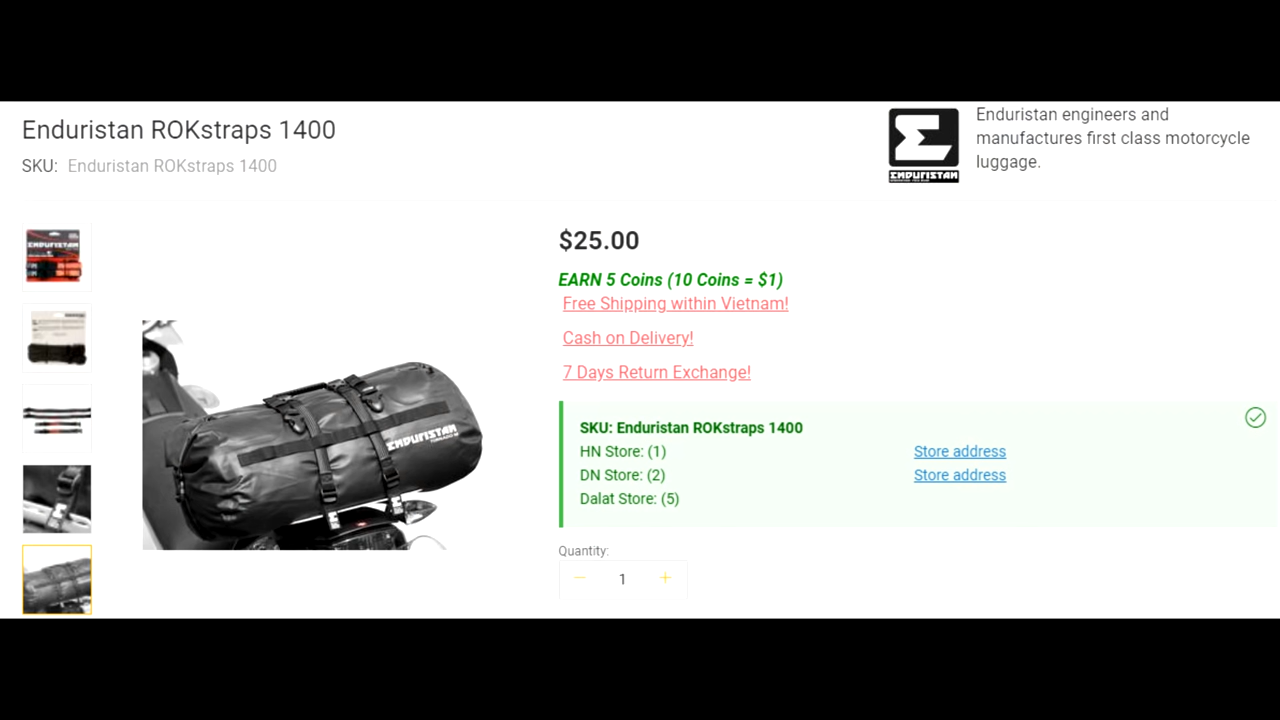 Enduristan ROKstraps 1400
SKU: Enduristan ROKstraps 1400
ENDURISTAN
Enduristan engineers and
manufactures first class motorcycle
luggage.
ENDURISTAN
$25.00
EARN 5 Coins (10 Coins = $1)
Free Shipping within Vietnam!
Cash on Delivery!
7 Days Return Exchange!
ENDURISTAN
SKU: Enduristan ROKstraps 1400
HN Store: (1) Store address
DN Store: (2) Store address
Dalat Store: (5)
Quantity:
− 1 +